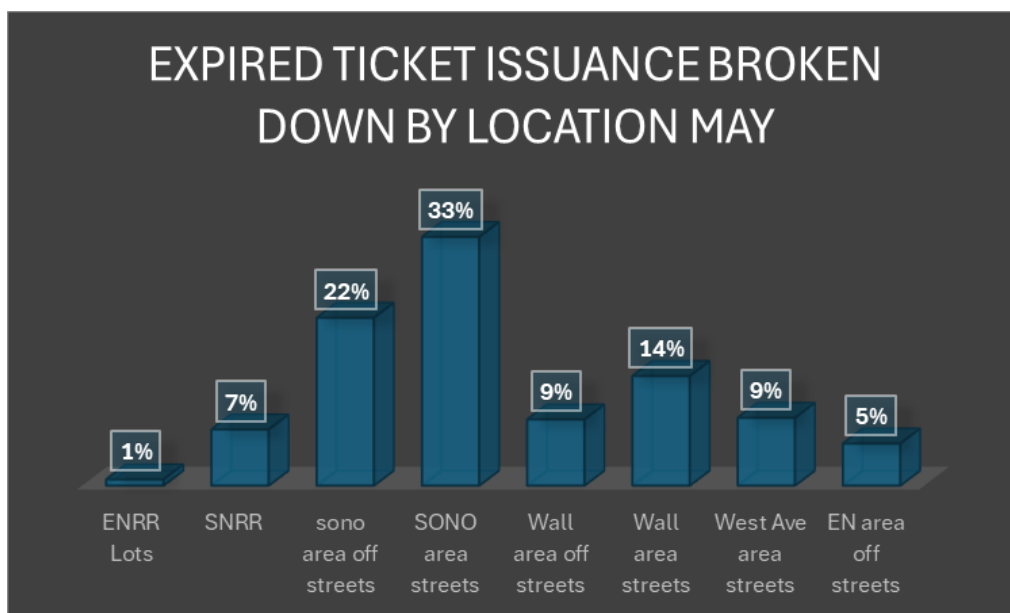 EXPIRED TICKET ISSUANCE BROKEN
DOWN BY LOCATION MAY
1%
7%
22%
33%
9%
14%
9%
5%
ENRR
Lots
SNRR
sono
area off
streets
SONO
area
streets
Wall
area off
streets
Wall
area
streets
West Ave
area
streets
EN area
off
streets